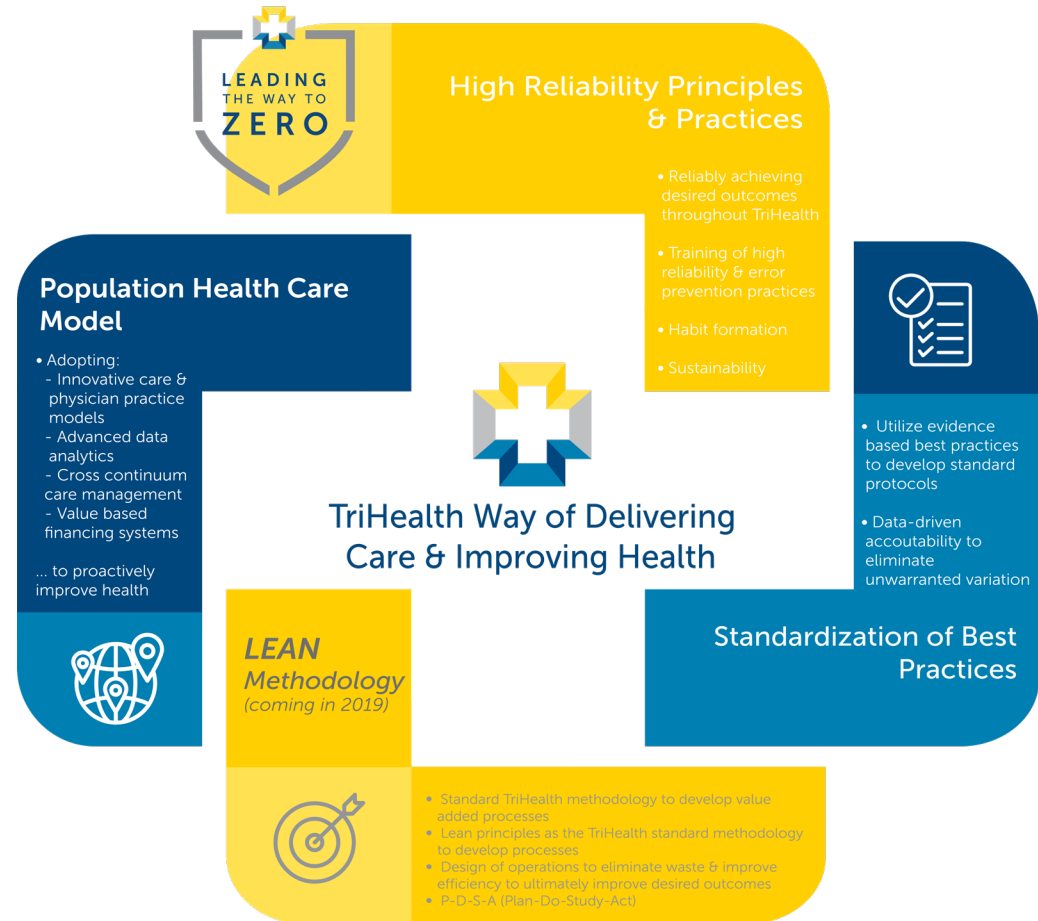 LEADING
THE WAY TO
ZERO
High Reliability Principles
& Practices
• Reliably achieving
desired outcomes
throughout TriHealth
• Training of high
reliability & error
prevention practices
• Habit formation
• Sustainability
Population Health Care
Model
• Adopting:
- Innovative care &
physician practice
models
- Advanced data
analytics
- Cross continuum
care management
- Value based
financing systems
... to proactively
improve health
TriHealth Way of Delivering
Care & Improving Health
• Utilize evidence
based best practices
to develop standard
protocols
• Data-driven
accoutability to
eliminate
unwarranted variation
Standardization of Best
Practices
LEAN
Methodology
(coming in 2019)
• Standard TriHealth methodology to develop value
added processes
• Lean principles as the TriHealth standard methodology
to develop processes
• Design of operations to eliminate waste & improve
efficiency to ultimately improve desired outcomes
• P-D-S-A (Plan-Do-Study-Act)